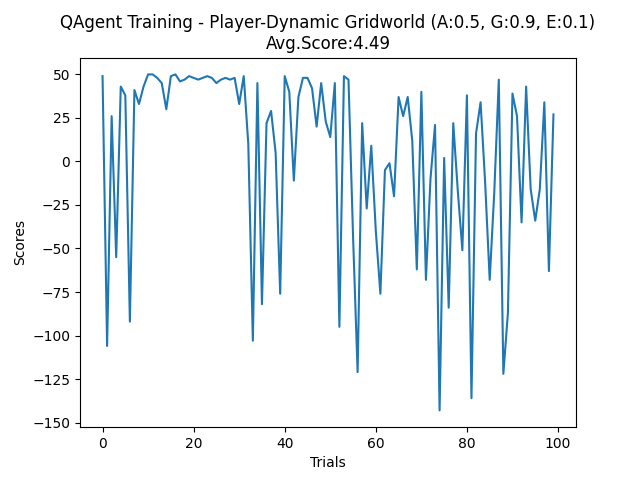 QAgent Training - Player-Dynamic Gridworld (A:0.5, G:0.9, E:0.1)
Avg.Score:4.49
50
25
0
−25
−50
−75
−100
−125
−150
Scores
0 20 40 60 80 100
Trials